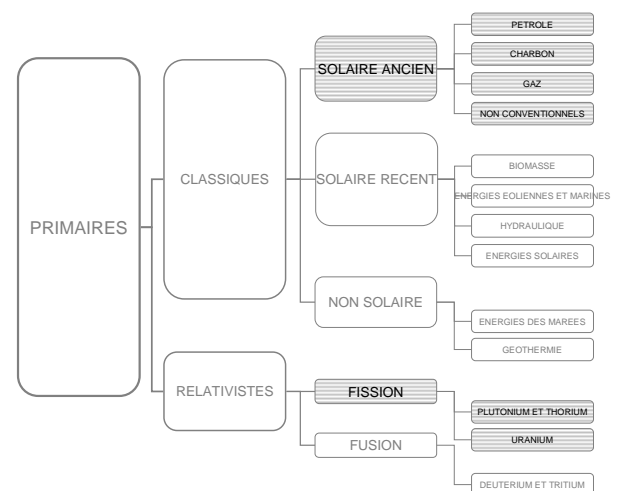 PRIMAIRES
CLASSIQUES
SOLAIRE ANCIEN
PETROLE
CHARBON
GAZ
NON CONVENTIONNELS
SOLAIRE RECENT
BIOMASSE
ENERGIES EOLIENNES ET MARINES
HYDRAULIQUE
ENERGIES SOLAIRES
NON SOLAIRE
ENERGIES DES MAREES
GEOTHERMIE
RELATIVISTES
FISSION
PLUTONIUM ET THORIUM
URANIUM
FUSION
DEUTERIUM ET TRITIUM